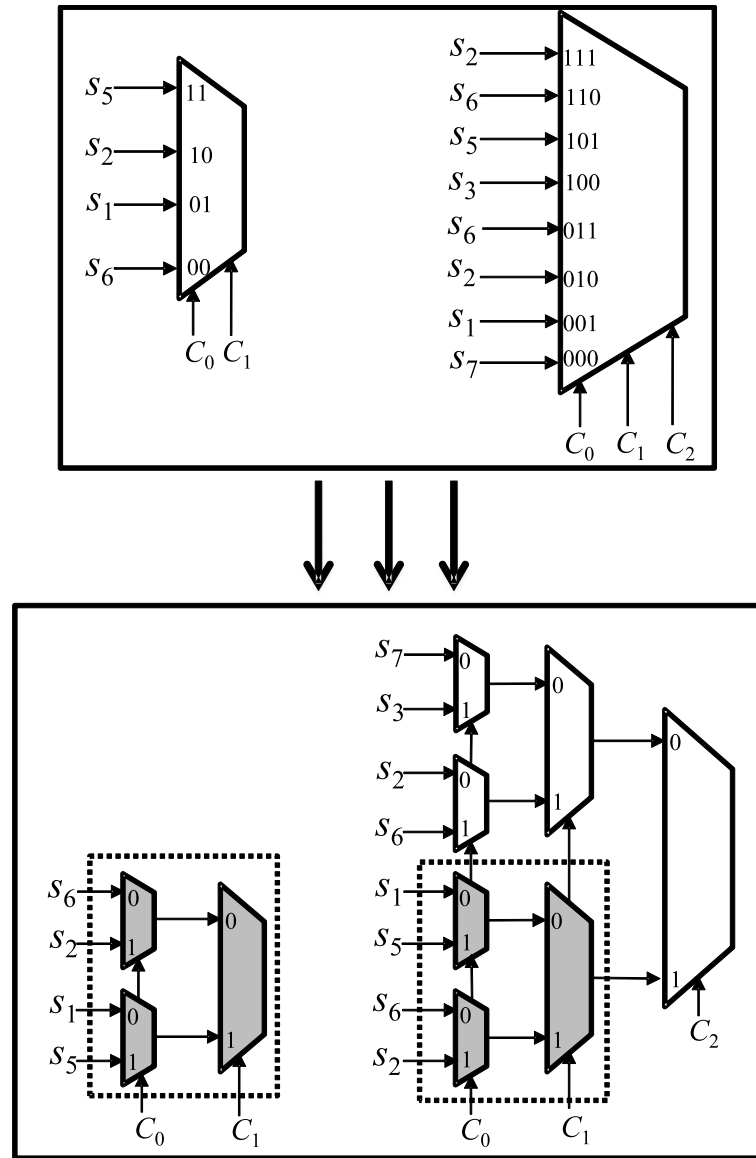 S₅ 11
S₂ 10
S₁ 01
S₆ 00
C₀ C₁
S₂ 111
S₆ 110
S₅ 101
S₃ 100
S₆ 011
S₂ 010
S₁ 001
S₇ 000
C₀ C₁ C₂
S₆ 0
S₂ 1
0
S₁ 0
S₅ 1
1
C₀ C₁
S₇ 0
S₃ 1
0
S₂ 0
S₆ 1
1
S₁ 0
S₅ 1
0
S₆ 0
S₂ 1
1
0
1
C₀ C₁ C₂